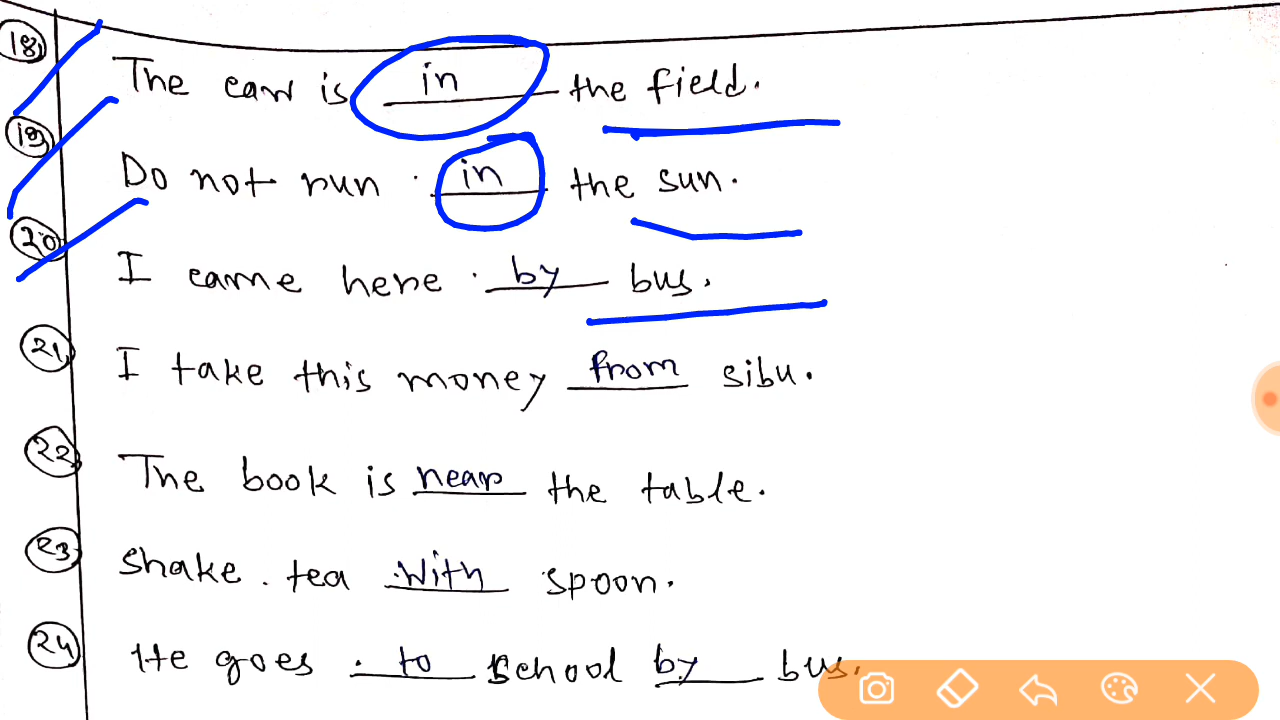 18. The cow is in the field.
19. Do not run in the sun.
20. I came here by bus.
21. I take this money from sibu.
22. The book is near the table.
23. Shake tea with spoon.
24. He goes to school by bus.